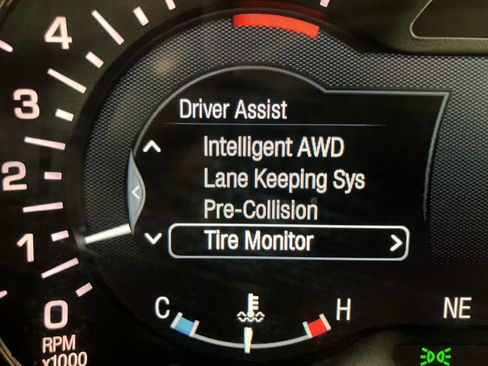 4
3
2
1
0
RPM
x1000
Driver Assist
Intelligent AWD
Lane Keeping Sys
Pre-Collision
Tire Monitor
C
H
NE